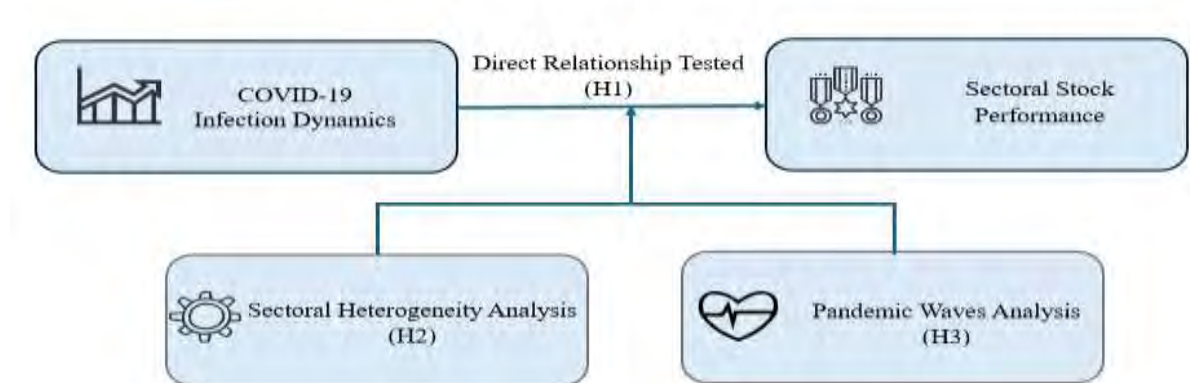 Direct Relationship Tested
(H1)
COVID-19
Infection Dynamics
Sectoral Stock
Performance
Sectoral Heterogeneity Analysis
(H2)
Pandemic Waves Analysis
(H3)